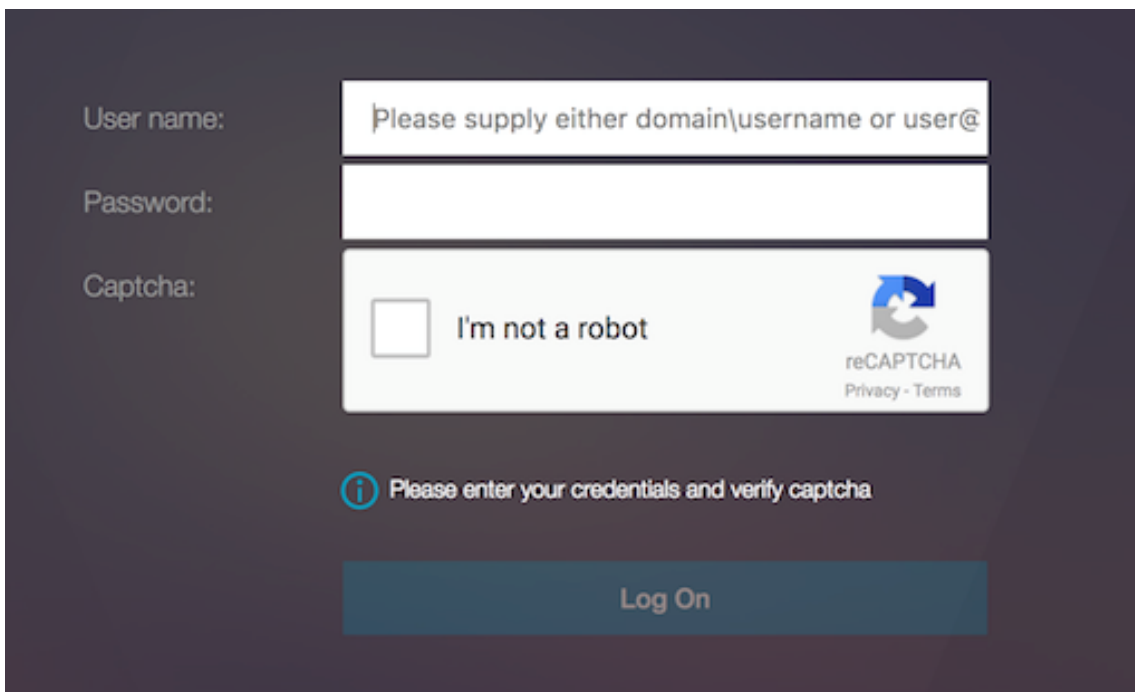 User name:
Please supply either domain\username or user@
Password:
Captcha:
I'm not a robot
reCAPTCHA
Privacy - Terms
Please enter your credentials and verify captcha
Log On